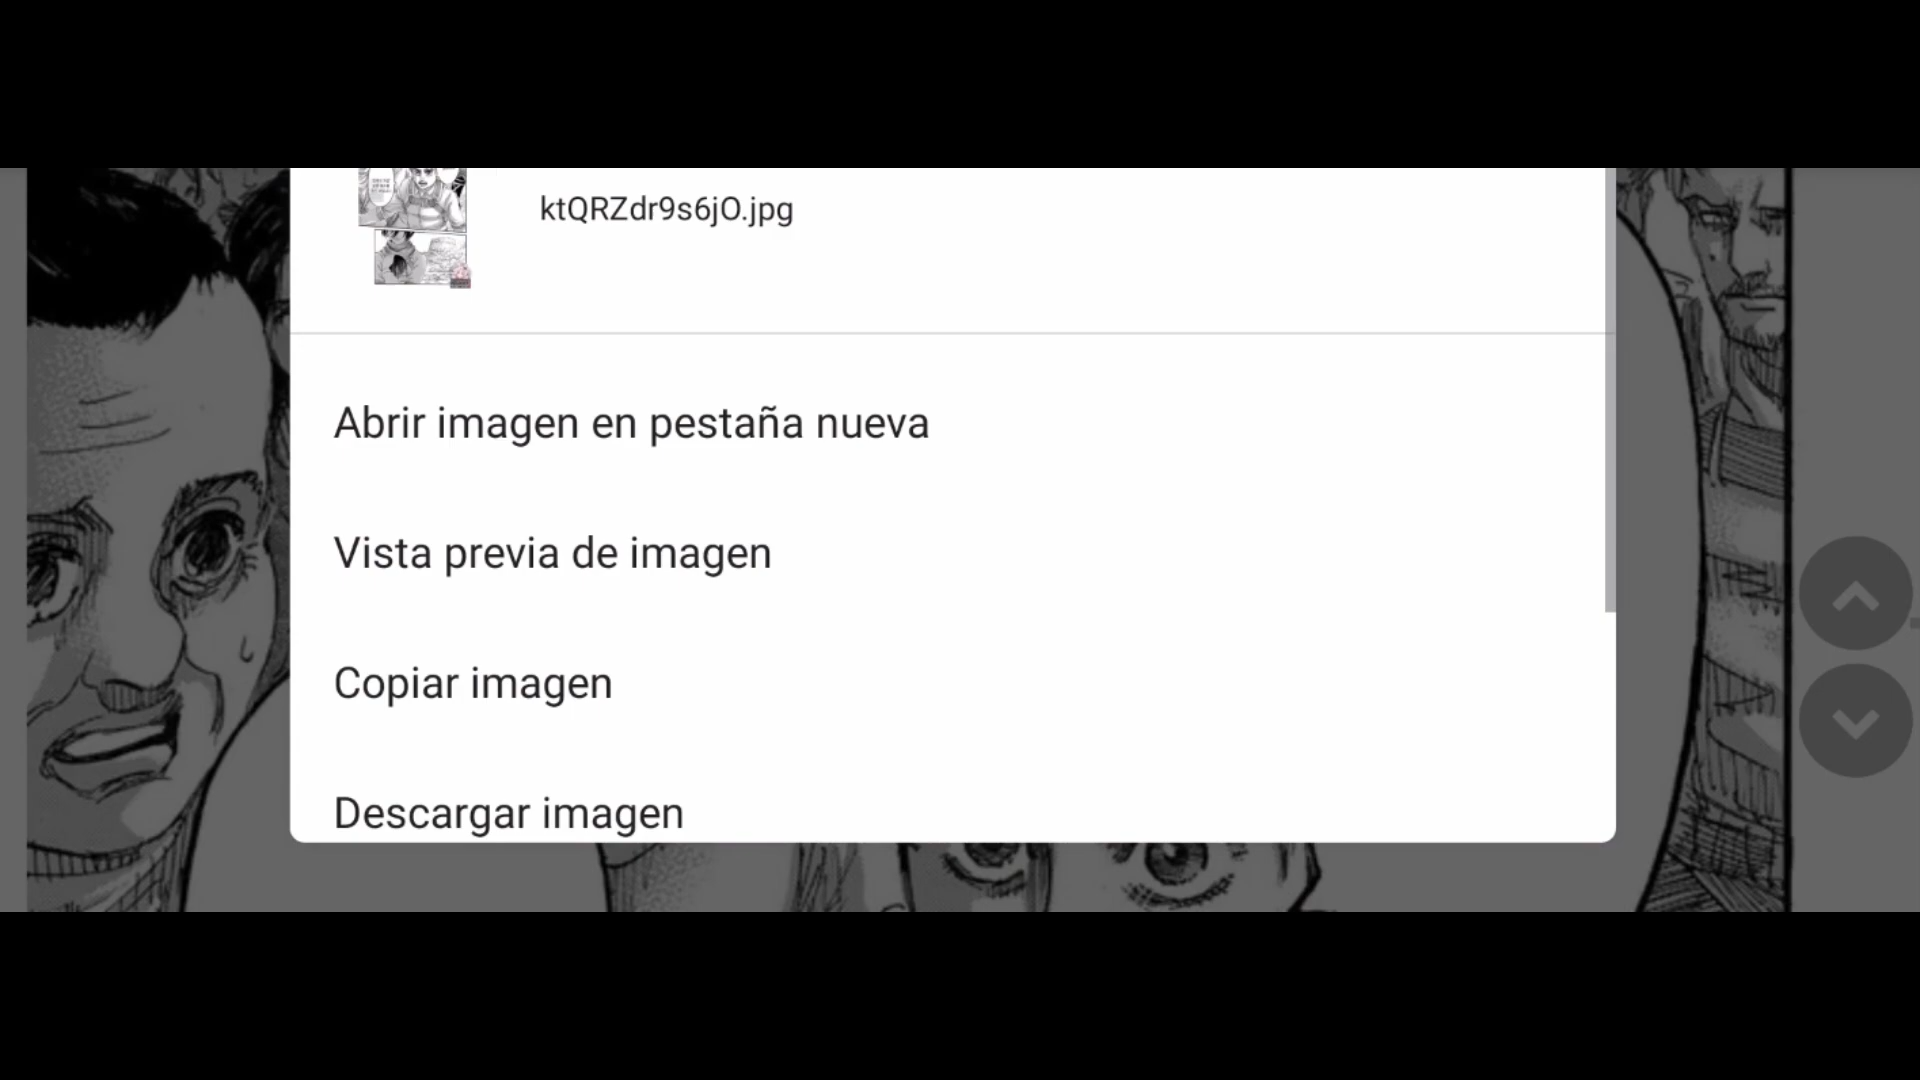 ktQRZdr9s6jO.jpg
Abrir imagen en pestaña nueva
Vista previa de imagen
Copiar imagen
Descargar imagen